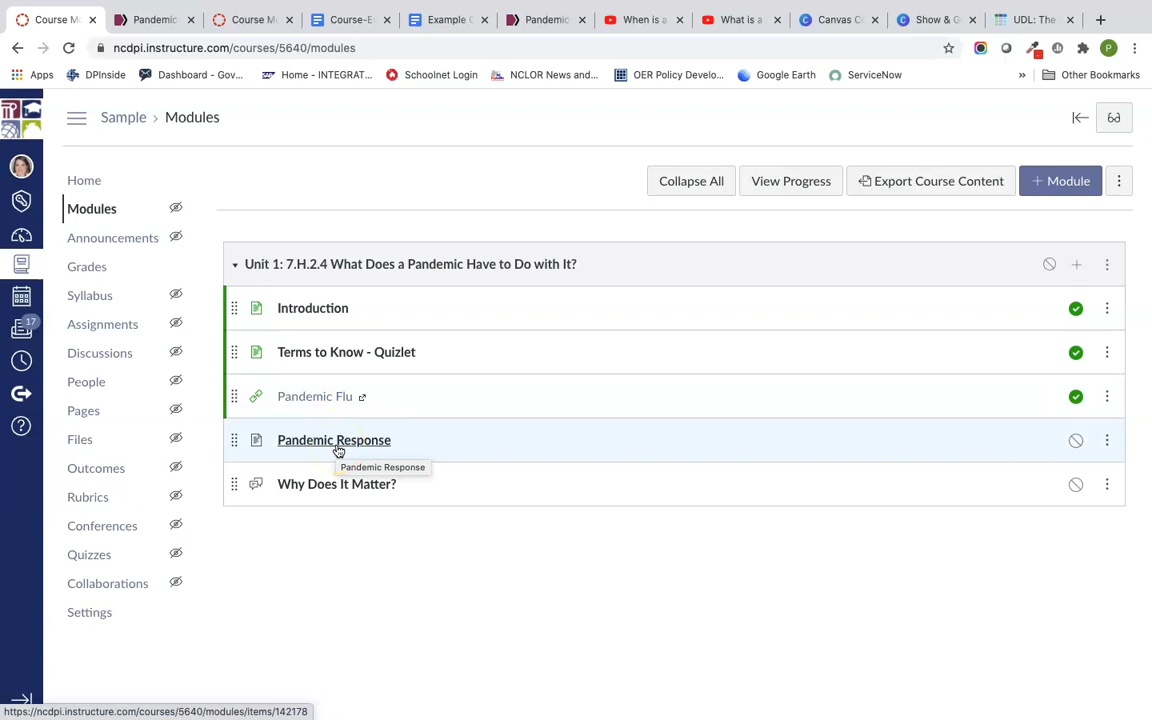 Course Mo
Pandemic
Course Mo
Course-E
Example C
Pandemic
When is a
What is a
Canvas C
Show & G
UDL: The
ncdpi.instructure.com/courses/5640/modules
P
Apps
DPInside
Dashboard - Gov...
Home - INTEGRAT...
Schoolnet Login
NCLOR News and...
OER Policy Develo...
Google Earth
ServiceNow
»
Other Bookmarks
Sample › Modules
Collapse All
View Progress
Export Course Content
+ Module
Home
Modules
Announcements
Grades
Syllabus
Assignments
Discussions
People
Pages
Files
Outcomes
Rubrics
Conferences
Quizzes
Collaborations
Settings
17
Unit 1: 7.H.2.4 What Does a Pandemic Have to Do with It?
Introduction
Terms to Know - Quizlet
Pandemic Flu
Pandemic Response
Pandemic Response
Why Does It Matter?
https://ncdpi.instructure.com/courses/5640/modules/items/142178